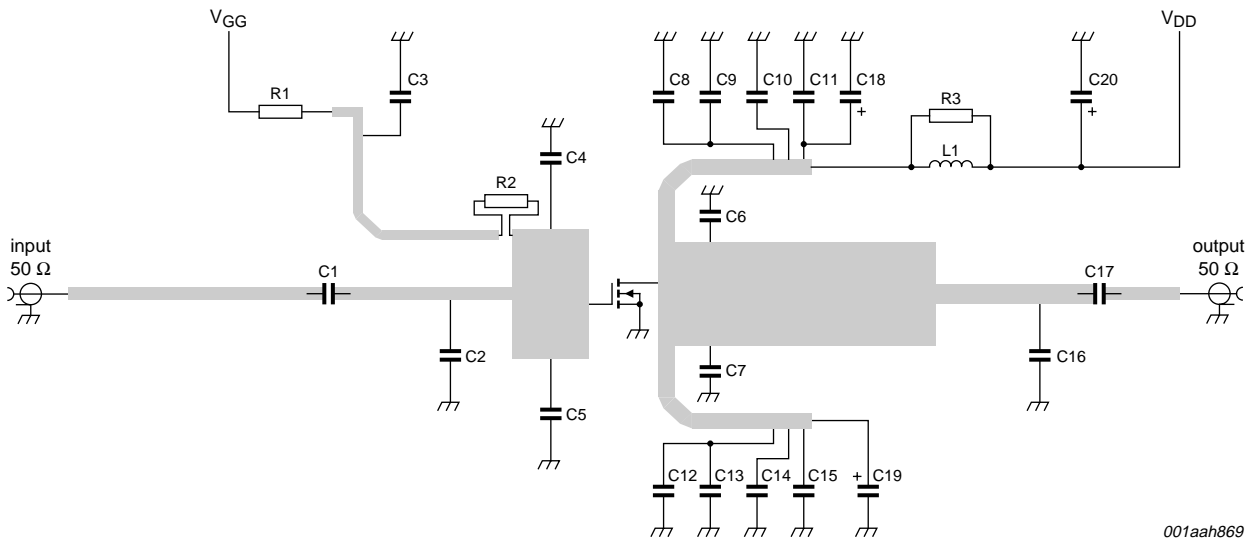 VGG
VDD
C3
R1
C8
C9
C10
C11
C18
C20
R3
L1
C4
R2
C6
input
50 Ω
C1
C17
output
50 Ω
C2
C7
C16
C5
C12
C13
C14
C15
+
C19
+
+
001aah869